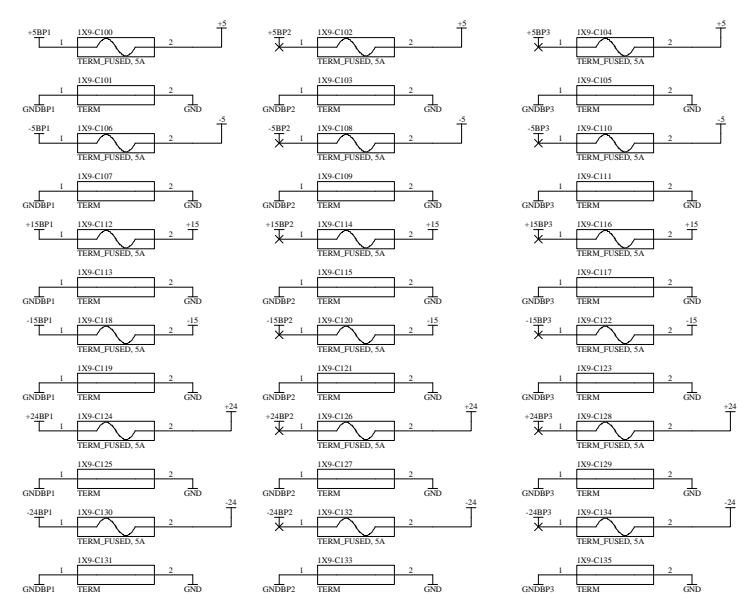 +5 +5 +5
+5BP1 1X9-C100 +5BP2 1X9-C102 +5BP3 1X9-C104
1 2 1 2 1 2
TERM_FUSED, 5A TERM_FUSED, 5A TERM_FUSED, 5A
1X9-C101 1X9-C103 1X9-C105
1 2 1 2 1 2
GNDBP1 TERM GND GNDBP2 TERM GND GNDBP3 TERM GND
-5 -5 -5
-5BP1 1X9-C106 -5BP2 1X9-C108 -5BP3 1X9-C110
1 2 1 2 1 2
TERM_FUSED, 5A TERM_FUSED, 5A TERM_FUSED, 5A
1X9-C107 1X9-C109 1X9-C111
1 2 1 2 1 2
GNDBP1 TERM GND GNDBP2 TERM GND GNDBP3 TERM GND
+15BP1 1X9-C112 +15 +15BP2 1X9-C114 +15 +15BP3 1X9-C116 +15
1 2 1 2 1 2
TERM_FUSED, 5A TERM_FUSED, 5A TERM_FUSED, 5A
1X9-C113 1X9-C115 1X9-C117
1 2 1 2 1 2
GNDBP1 TERM GND GNDBP2 TERM GND GNDBP3 TERM GND
-15BP1 1X9-C118 -15 -15BP2 1X9-C120 -15 -15BP3 1X9-C122 -15
1 2 1 2 1 2
TERM_FUSED, 5A TERM_FUSED, 5A TERM_FUSED, 5A
1X9-C119 1X9-C121 1X9-C123
1 2 1 2 1 2
GNDBP1 TERM GND GNDBP2 TERM GND GNDBP3 TERM GND
+24 +24 +24
+24BP1 1X9-C124 +24BP2 1X9-C126 +24BP3 1X9-C128
1 2 1 2 1 2
TERM_FUSED, 5A TERM_FUSED, 5A TERM_FUSED, 5A
1X9-C125 1X9-C127 1X9-C129
1 2 1 2 1 2
GNDBP1 TERM GND GNDBP2 TERM GND GNDBP3 TERM GND
-24 -24 -24
-24BP1 1X9-C130 -24BP2 1X9-C132 -24BP3 1X9-C134
1 2 1 2 1 2
TERM_FUSED, 5A TERM_FUSED, 5A TERM_FUSED, 5A
1X9-C131 1X9-C133 1X9-C135
1 2 1 2 1 2
GNDBP1 TERM GND GNDBP2 TERM GND GNDBP3 TERM GND